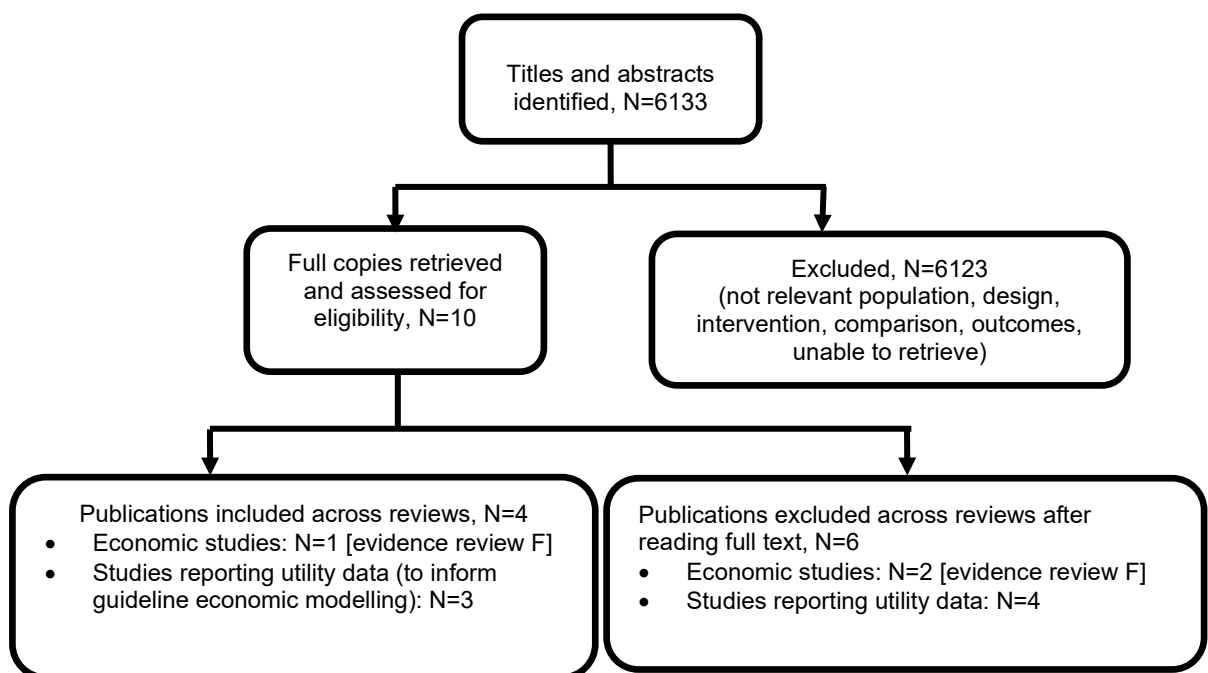 Titles and abstracts
identified, N=6133
Full copies retrieved
and assessed for
eligibility, N=10
Excluded, N=6123
(not relevant population, design,
intervention, comparison, outcomes,
unable to retrieve)
Publications included across reviews, N=4
• Economic studies: N=1 [evidence review F]
• Studies reporting utility data (to inform
guideline economic modelling): N=3
Publications excluded across reviews after
reading full text, N=6
• Economic studies: N=2 [evidence review F]
• Studies reporting utility data: N=4